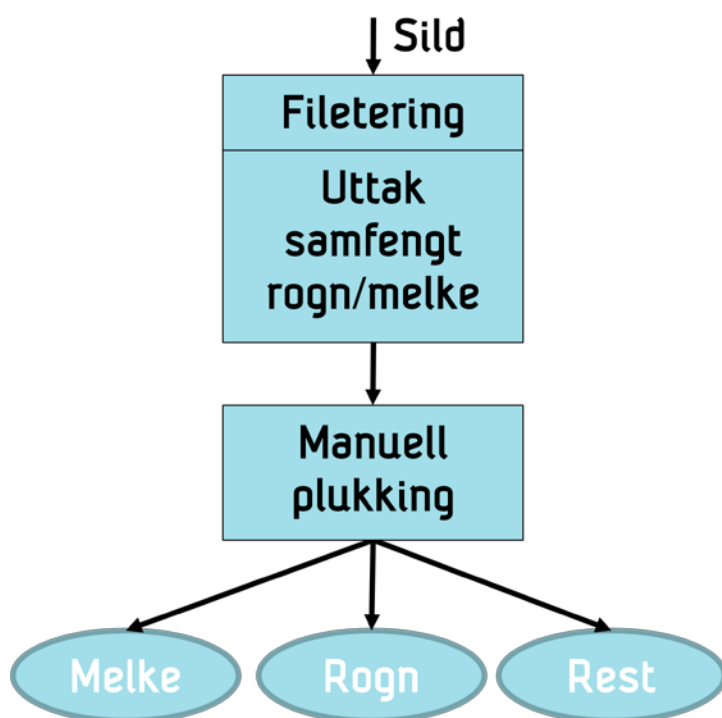 Sild
Filetering
Uttak
samfengt
rogn/melke
Manuell
plukking
Melke
Rogn
Rest